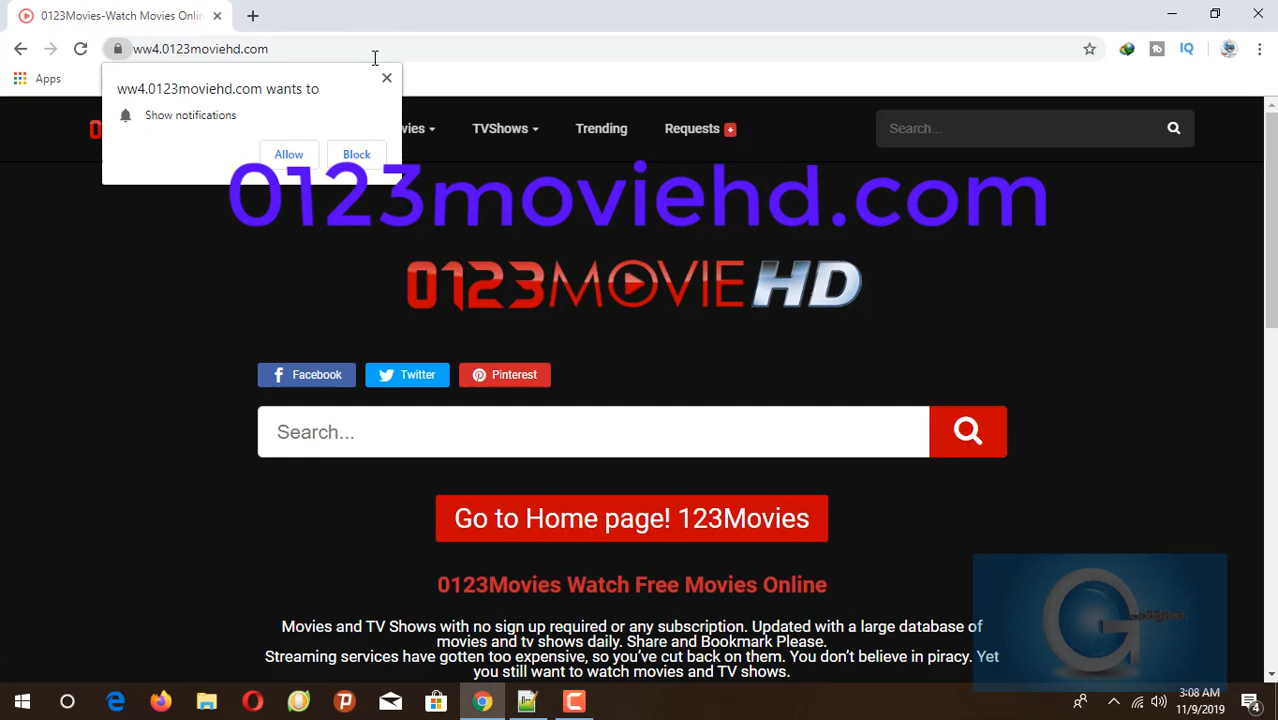 0123Movies-Watch Movies Onlin
ww4.0123moviehd.com
Apps
ww4.0123moviehd.com wants to
Show notifications
Allow
Block
TVShows
Trending
Requests
Search...
0123moviehd.com
0123MOVIEHD
Facebook
Twitter
Pinterest
Search...
Go to Home page! 123Movies
0123Movies Watch Free Movies Online
Movies and TV Shows with no sign up required or any subscription. Updated with a large database of
movies and tv shows daily. Share and Bookmark Please.
Streaming services have gotten too expensive, so you've cut back on them. You don't believe in piracy. Yet
you still want to watch movies and TV shows.
3:08 AM
11/9/2019
4